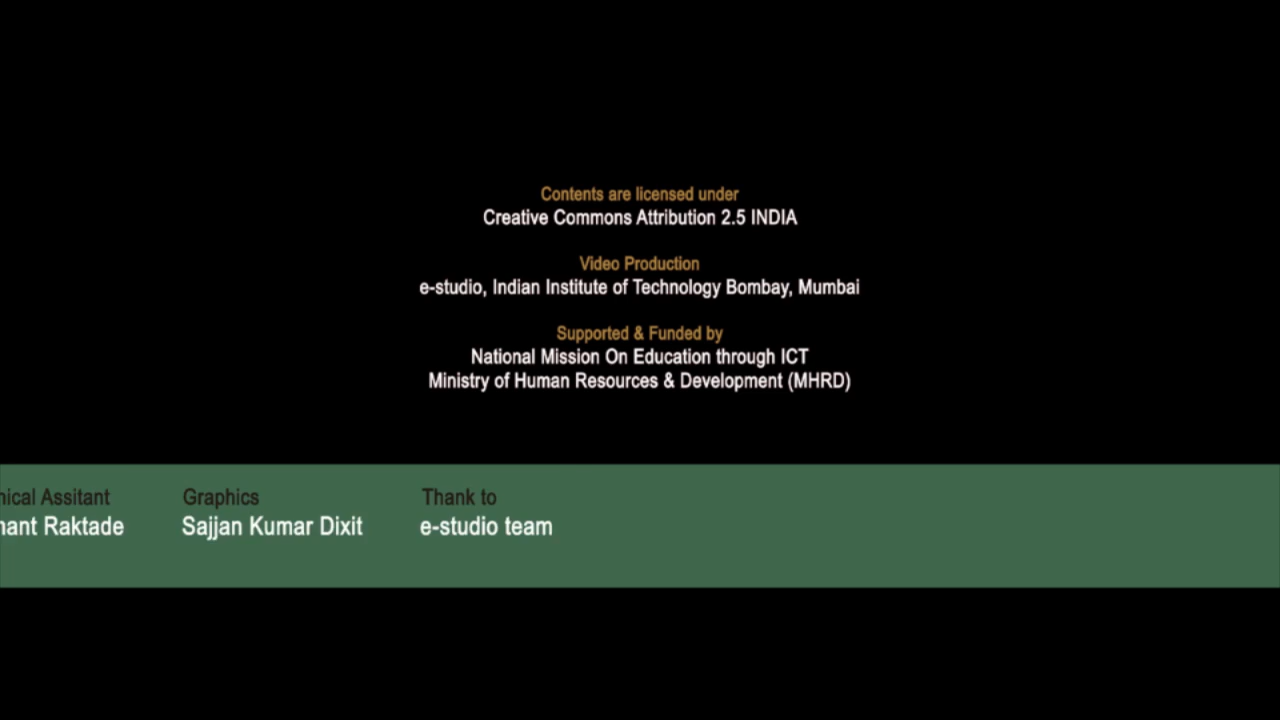 Contents are licensed under
Creative Commons Attribution 2.5 INDIA
Video Production
e-studio, Indian Institute of Technology Bombay, Mumbai
Supported & Funded by
National Mission On Education through ICT
Ministry of Human Resources & Development (MHRD)
Assitant Graphics Thank to
Raktade Sajjan Kumar Dixit e-studio team